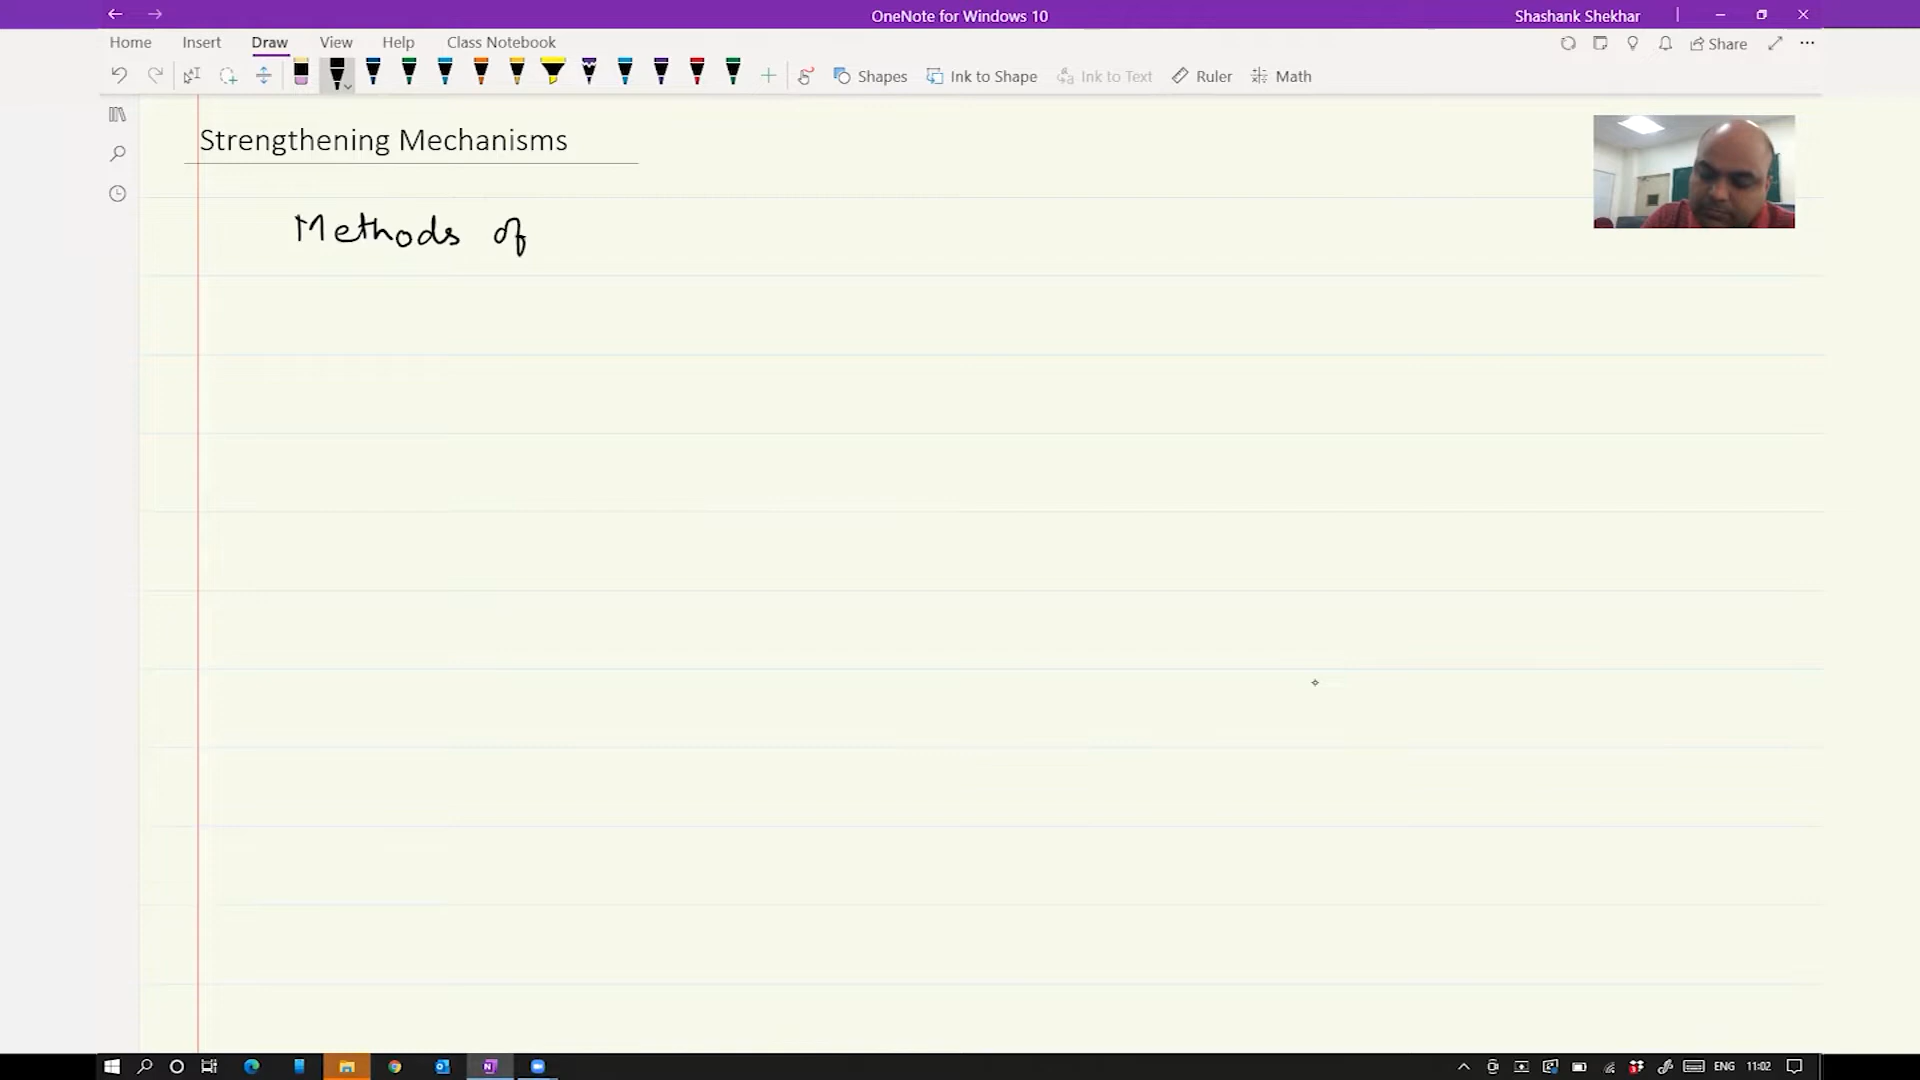 OneNote for Windows 10
Shashank Shekhar
Home Insert Draw View Help Class Notebook
Share
Shapes Ink to Shape Ink to Text Ruler Math
Strengthening Mechanisms
Methods of
ENG 11:02